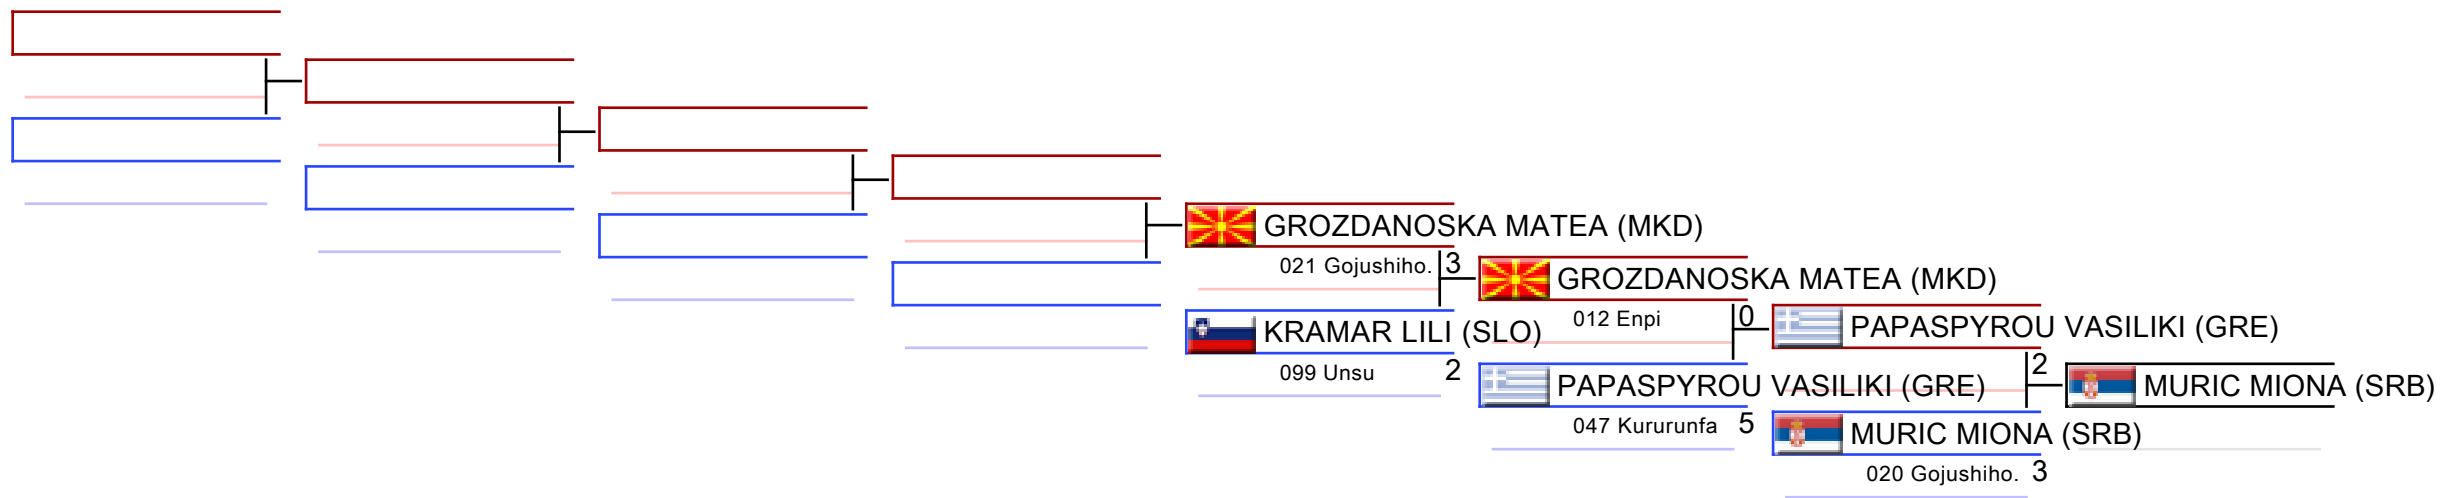 GROZDANOSKA MATEA (MKD)
021 Gojushiho. 3
KRAMAR LILI (SLO)
099 Unsu 2
GROZDANOSKA MATEA (MKD)
012 Enpi 0
PAPASPYROU VASILIKI (GRE)
047 Kururunfa 5
PAPASPYROU VASILIKI (GRE)
2
MURIC MIONA (SRB)
020 Gojushiho. 3
MURIC MIONA (SRB)